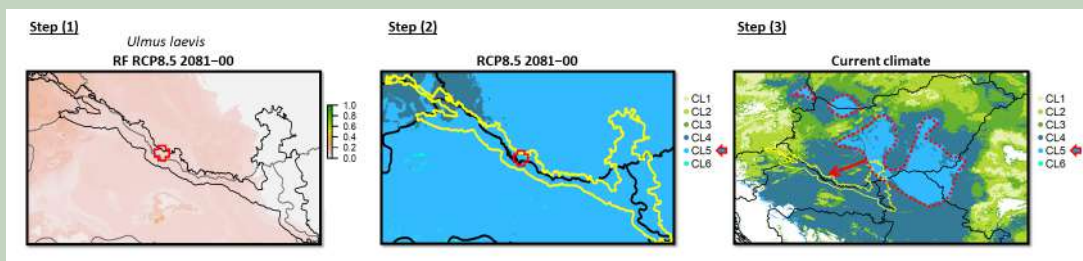 Step (1)
Ulmus laevis
RF RCP8.5 2081–00
1.0
0.8
0.6
0.4
0.2
0.0
Step (2)
RCP8.5 2081–00
CL1
CL2
CL3
CL4
CL5
CL6
Step (3)
Current climate
CL1
CL2
CL3
CL4
CL5
CL6